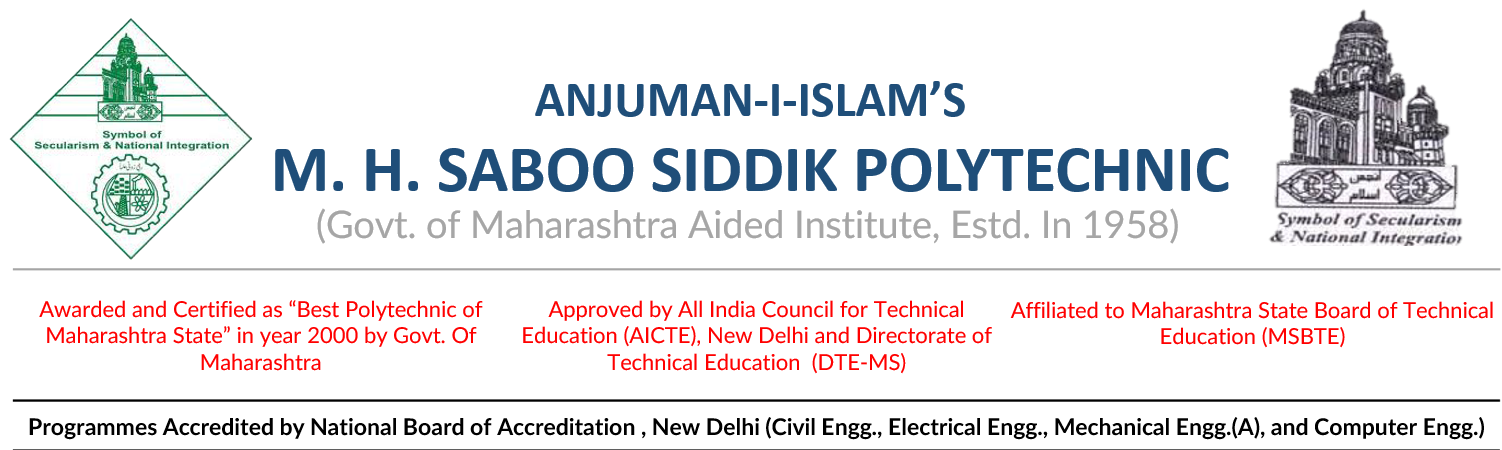 Symbol of
Secularism & National Integration
ANJUMAN-I-ISLAM’S
M. H. SABOO SIDDIK POLYTECHNIC
(Govt. of Maharashtra Aided Institute, Estd. In 1958)
انجمن
اسلام
Symbol of Secularism
& National Integration
Awarded and Certified as “Best Polytechnic of
Maharashtra State” in year 2000 by Govt. Of
Maharashtra
Approved by All India Council for Technical
Education (AICTE), New Delhi and Directorate of
Technical Education (DTE-MS)
Affiliated to Maharashtra State Board of Technical
Education (MSBTE)
Programmes Accredited by National Board of Accreditation , New Delhi (Civil Engg., Electrical Engg., Mechanical Engg.(A), and Computer Engg.)